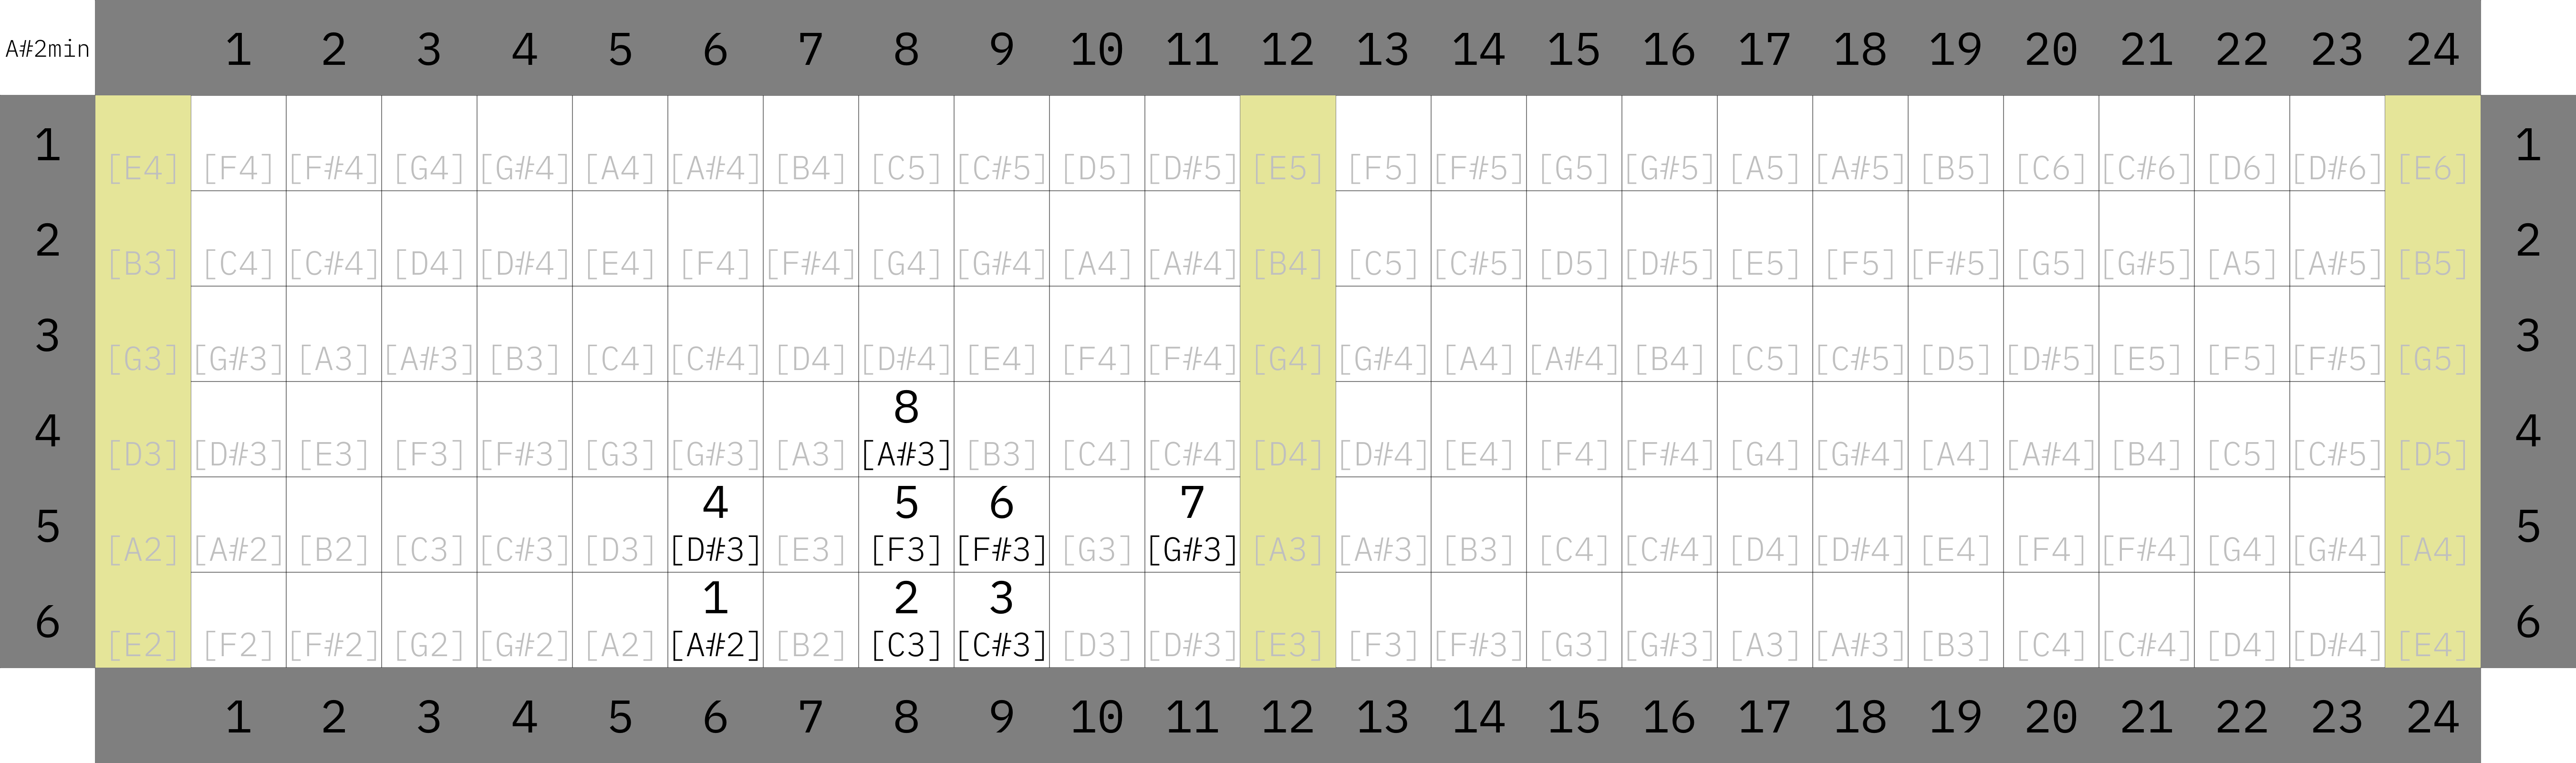 A#2min 1 2 3 4 5 6 7 8 9 10 11 12 13 14 15 16 17 18 19 20 21 22 23 24
1 [E4] [F4] [F#4] [G4] [G#4] [A4] [A#4] [B4] [C5] [C#5] [D5] [D#5] [E5] [F5] [F#5] [G5] [G#5] [A5] [A#5] [B5] [C6] [C#6] [D6] [D#6] [E6] 1
2 [B3] [C4] [C#4] [D4] [D#4] [E4] [F4] [F#4] [G4] [G#4] [A4] [A#4] [B4] [C5] [C#5] [D5] [D#5] [E5] [F5] [F#5] [G5] [G#5] [A5] [A#5] [B5] 2
3 [G3] [G#3] [A3] [A#3] [B3] [C4] [C#4] [D4] [D#4] [E4] [F4] [F#4] [G4] [G#4] [A4] [A#4] [B4] [C5] [C#5] [D5] [D#5] [E5] [F5] [F#5] [G5] 3
8
4 [D3] [D#3] [E3] [F3] [F#3] [G3] [G#3] [A3] [A#3] [B3] [C4] [C#4] [D4] [D#4] [E4] [F4] [F#4] [G4] [G#4] [A4] [A#4] [B4] [C5] [C#5] [D5] 4
4 5 6 7
5 [A2] [A#2] [B2] [C3] [C#3] [D3] [D#3] [E3] [F3] [F#3] [G3] [G#3] [A3] [A#3] [B3] [C4] [C#4] [D4] [D#4] [E4] [F4] [F#4] [G4] [G#4] [A4] 5
1 2 3
6 [E2] [F2] [F#2] [G2] [G#2] [A2] [A#2] [B2] [C3] [C#3] [D3] [D#3] [E3] [F3] [F#3] [G3] [G#3] [A3] [A#3] [B3] [C4] [C#4] [D4] [D#4] [E4] 6
1 2 3 4 5 6 7 8 9 10 11 12 13 14 15 16 17 18 19 20 21 22 23 24